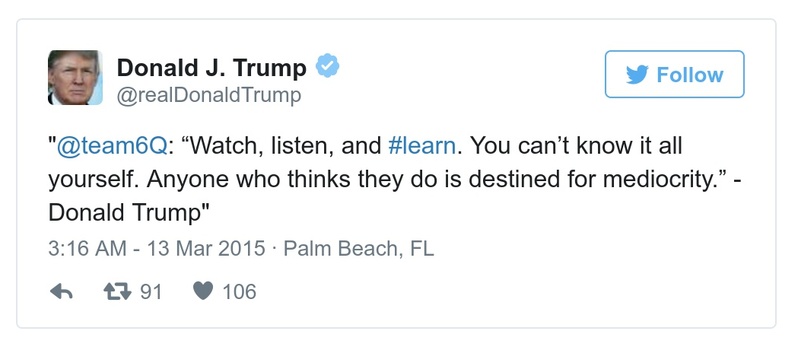 Donald J. Trump
Follow
@realDonaldTrump
"@team6Q: “Watch, listen, and #learn. You can’t know it all
yourself. Anyone who thinks they do is destined for mediocrity.” -
Donald Trump"
3:16 AM - 13 Mar 2015 · Palm Beach, FL
91 106